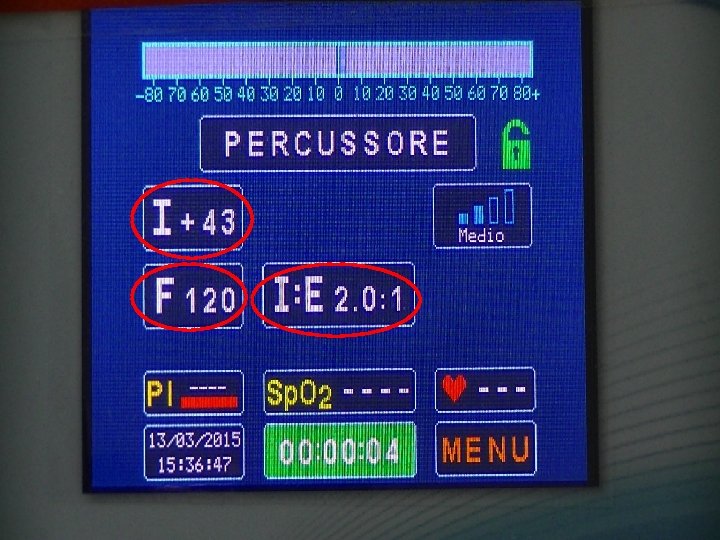 -80 70 60 50 40 30 20 10 0 10 20 30 40 50 60 70 80+
PERCUSSORE
I + 43
Medio
F 120
I:E 2.0:1
PI ----
SpO2 ----
---
13/03/2015
15:36:47
00:00:04
MENU